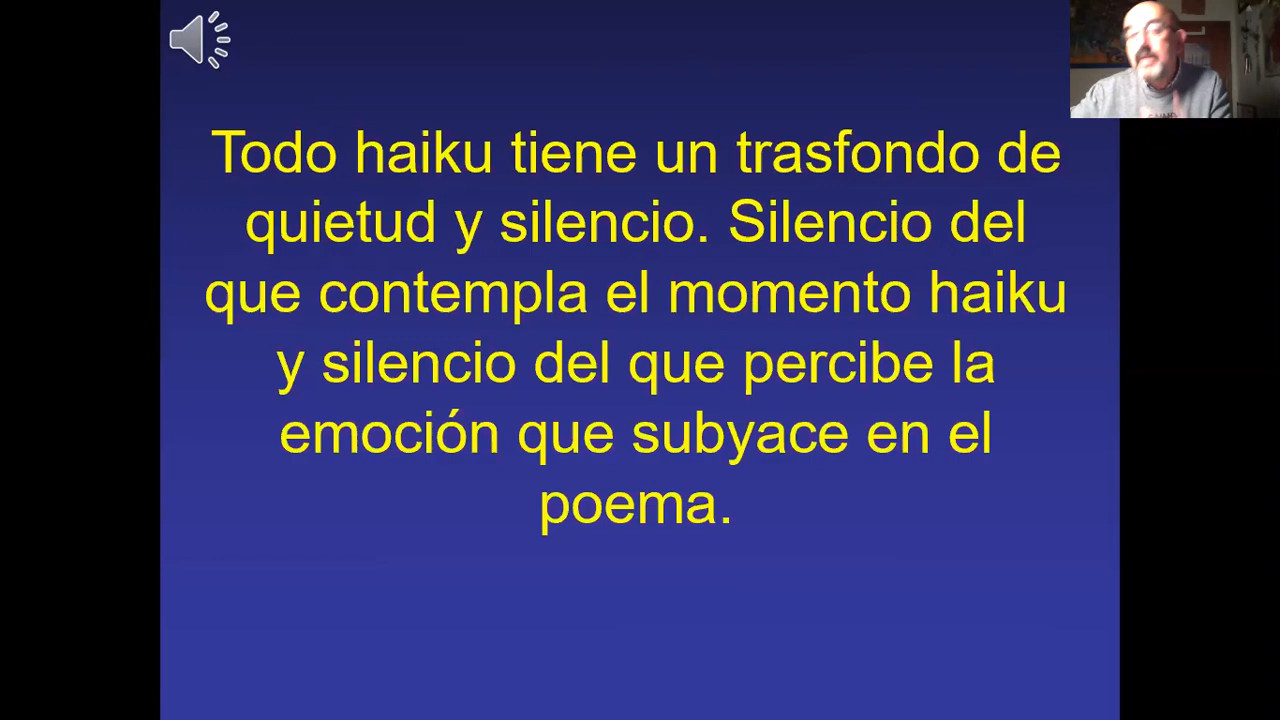 Todo haiku tiene un trasfondo de
quietud y silencio. Silencio del
que contempla el momento haiku
y silencio del que percibe la
emoción que subyace en el
poema.